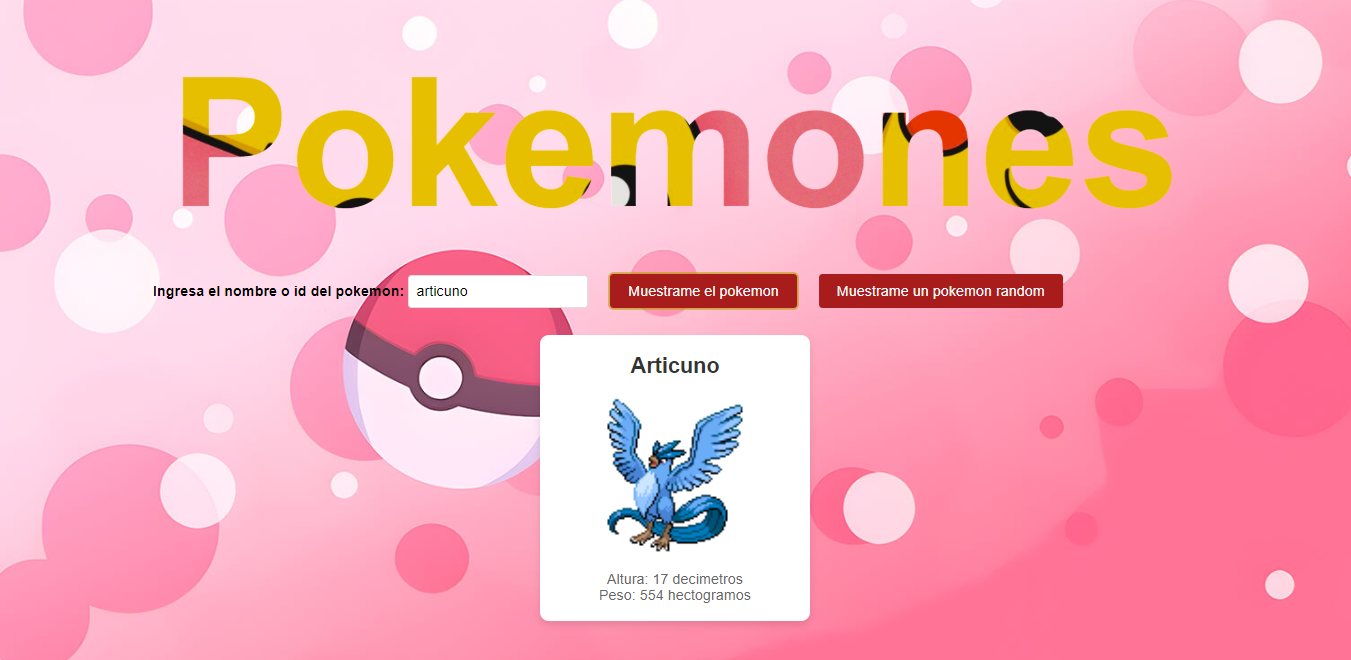 Pokemones
Ingresa el nombre o id del pokemon: articuno Muestrame el pokemon Muestrame un pokemon random
Articuno
Altura: 17 decimetros
Peso: 554 hectogramos